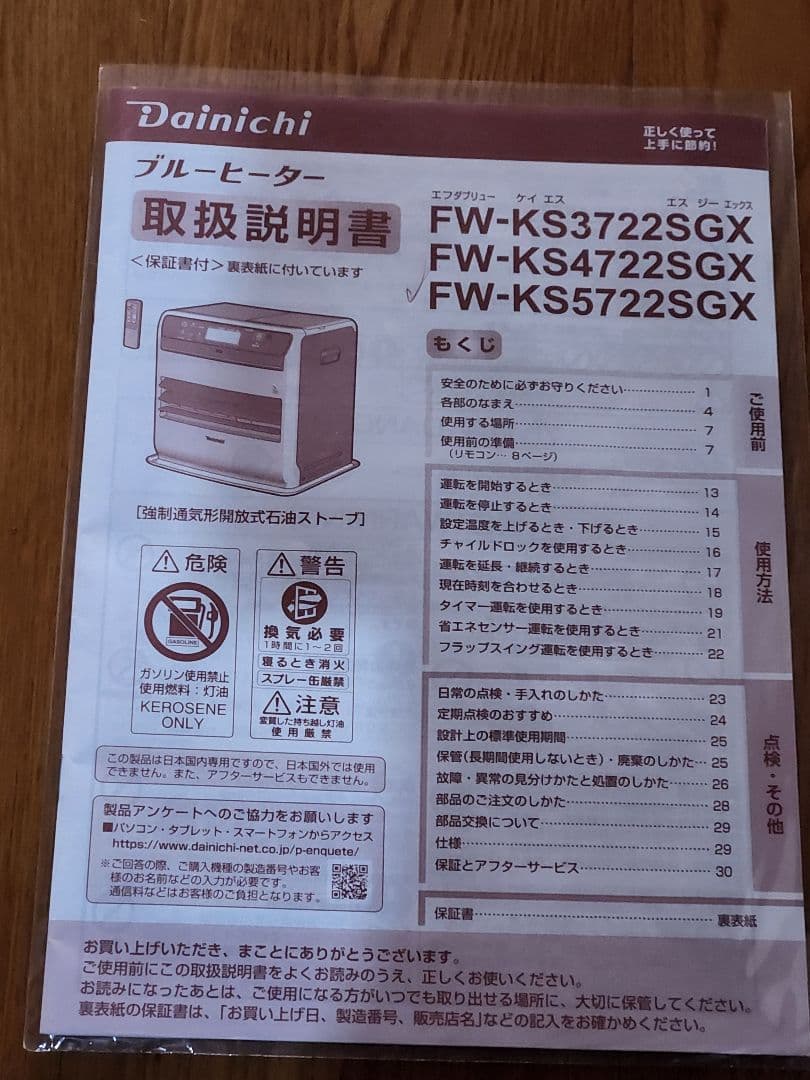 Dainichi
正しく使って
上手に節約!
ブルーヒーター
取扱説明書
<保証書付>裏表紙に付いています
エフダブリュー ケイ エス エス ジー エックス
FW-KS3722SGX
FW-KS4722SGX
FW-KS5722SGX
もくじ
安全のために必ずお守りください…………… 1
各部のなまえ…………… 4
使用する場所…………… 7
使用前の準備…………… 7
(リモコン… 8ページ)
ご使用前
運転を開始するとき…………… 13
運転を停止するとき…………… 14
設定温度を上げるとき・下げるとき…………… 15
チャイルドロックを使用するとき…………… 16
運転を延長・継続するとき…………… 17
現在時刻を合わせるとき…………… 18
タイマー運転を使用するとき…………… 19
省エネセンサー運転を使用するとき…………… 21
フラップスイング運転を使用するとき…………… 22
使用方法
日常の点検・手入れのしかた…………… 23
定期点検のおすすめ…………… 24
設計上の標準使用期間…………… 25
保管(長期間使用しないとき)・廃棄のしかた… 25
故障・異常の見分けかたと処置のしかた…………… 26
部品のご注文のしかた…………… 28
部品交換について…………… 29
仕様…………… 29
保証とアフターサービス…………… 30
点検・その他
保証書…………… 裏表紙
[強制通気形開放式石油ストーブ]
危険
GASOLINE
ガソリン使用禁止
使用燃料:灯油
KEROSENE
ONLY
警告
換気必要
1時間に1〜2回
寝るとき消火
スプレー缶厳禁
注意
変質した持ち越し灯油
使用厳禁
この製品は日本国内専用ですので、日本国外では使用
できません。また、アフターサービスもできません。
製品アンケートへのご協力をお願いします
■パソコン・タブレット・スマートフォンからアクセス
https://www.dainichi-net.co.jp/p-enquete/
※ご回答の際、ご購入機種の製造番号やお客
様のお名前などの入力が必要です。
通信料などはお客様のご負担となります。
お買い上げいただき、まことにありがとうございます。
ご使用前にこの取扱説明書をよくお読みのうえ、正しくお使いください。
お読みになったあとは、ご使用になる方がいつでも取り出せる場所に、大切に保管してください。
裏表紙の保証書は、「お買い上げ日、製造番号、販売店名」などの記入をお確かめください。